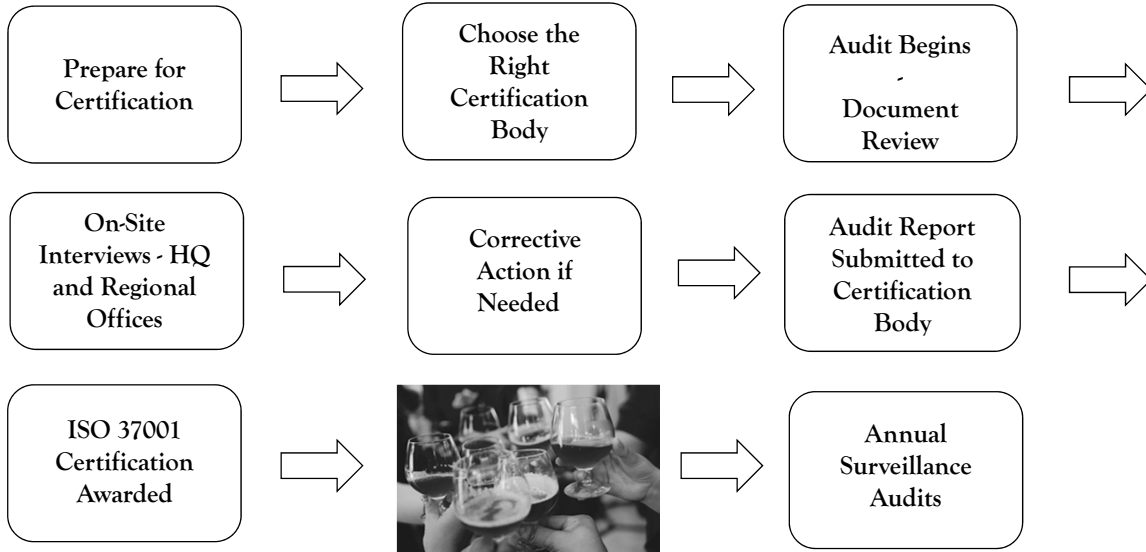 Prepare for
Certification
Choose the
Right
Certification
Body
Audit Begins
-
Document
Review
On-Site
Interviews - HQ
and Regional
Offices
Corrective
Action if
Needed
Audit Report
Submitted to
Certification
Body
ISO 37001
Certification
Awarded
Annual
Surveillance
Audits